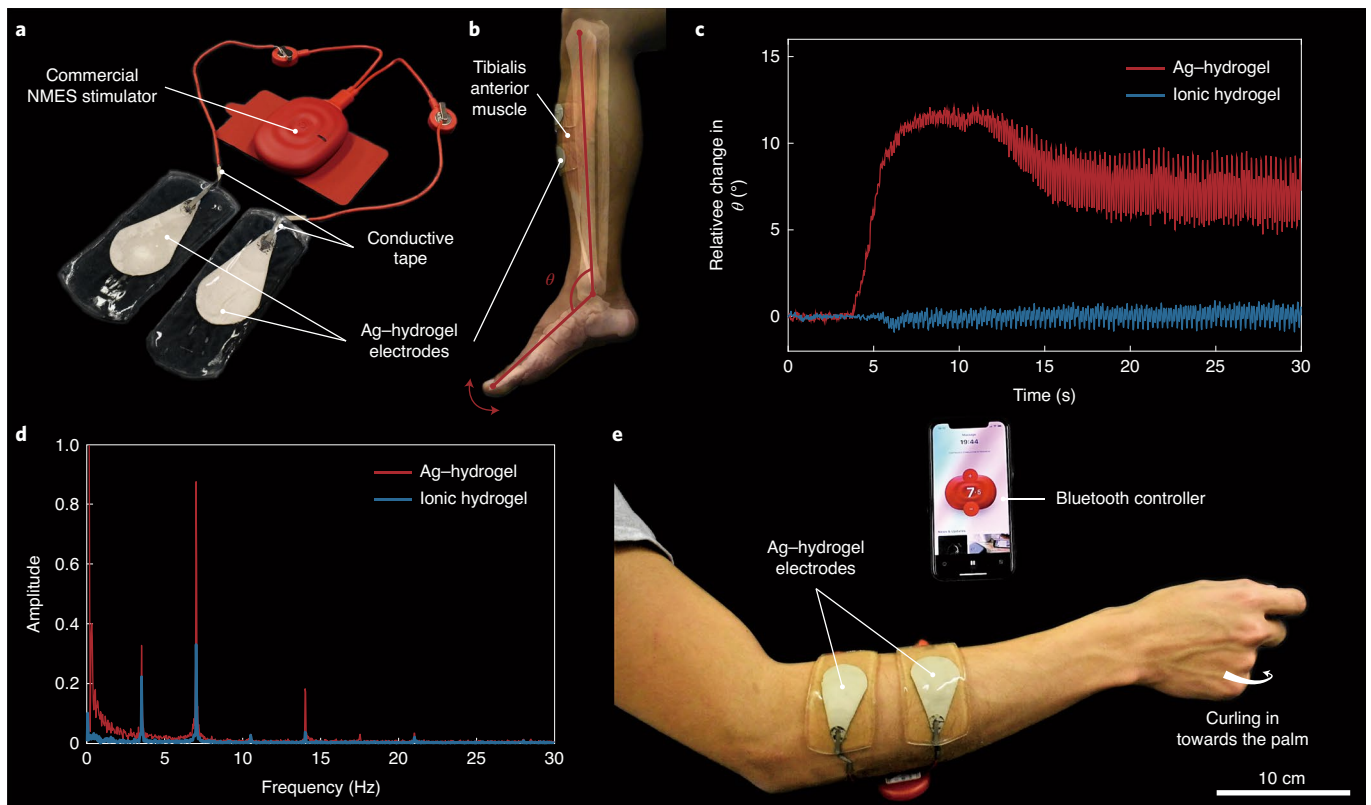 a
Commercial
NMES stimulator
Conductive
tape
Ag–hydrogel
electrodes
b
Tibialis
anterior
muscle
θ
c
15
10
5
0
Relativee change in
θ (°)
Ag–hydrogel
Ionic hydrogel
0 5 10 15 20 25 30
Time (s)
d
1.0
0.8
0.6
0.4
0.2
0
Amplitude
Ag–hydrogel
Ionic hydrogel
0 5 10 15 20 25 30
Frequency (Hz)
e
19:44
7.5
Bluetooth controller
Ag–hydrogel
electrodes
Curling in
towards the palm
10 cm